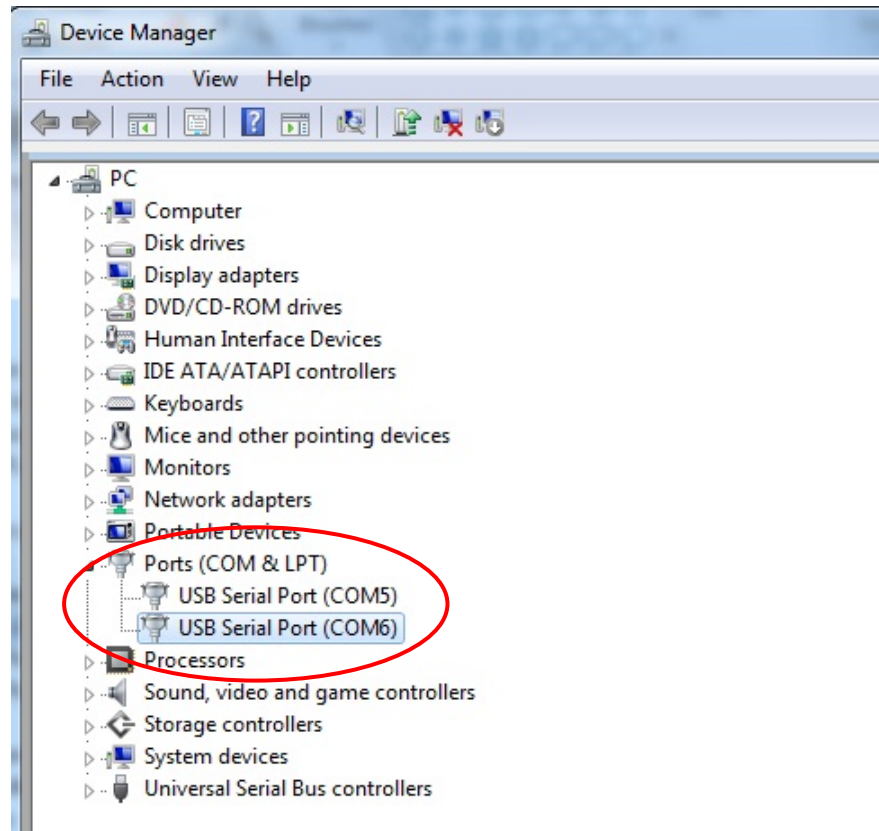 Device Manager
File Action View Help
PC
Computer
Disk drives
Display adapters
DVD/CD-ROM drives
Human Interface Devices
IDE ATA/ATAPI controllers
Keyboards
Mice and other pointing devices
Monitors
Network adapters
Portable Devices
Ports (COM & LPT)
USB Serial Port (COM5)
USB Serial Port (COM6)
Processors
Sound, video and game controllers
Storage controllers
System devices
Universal Serial Bus controllers